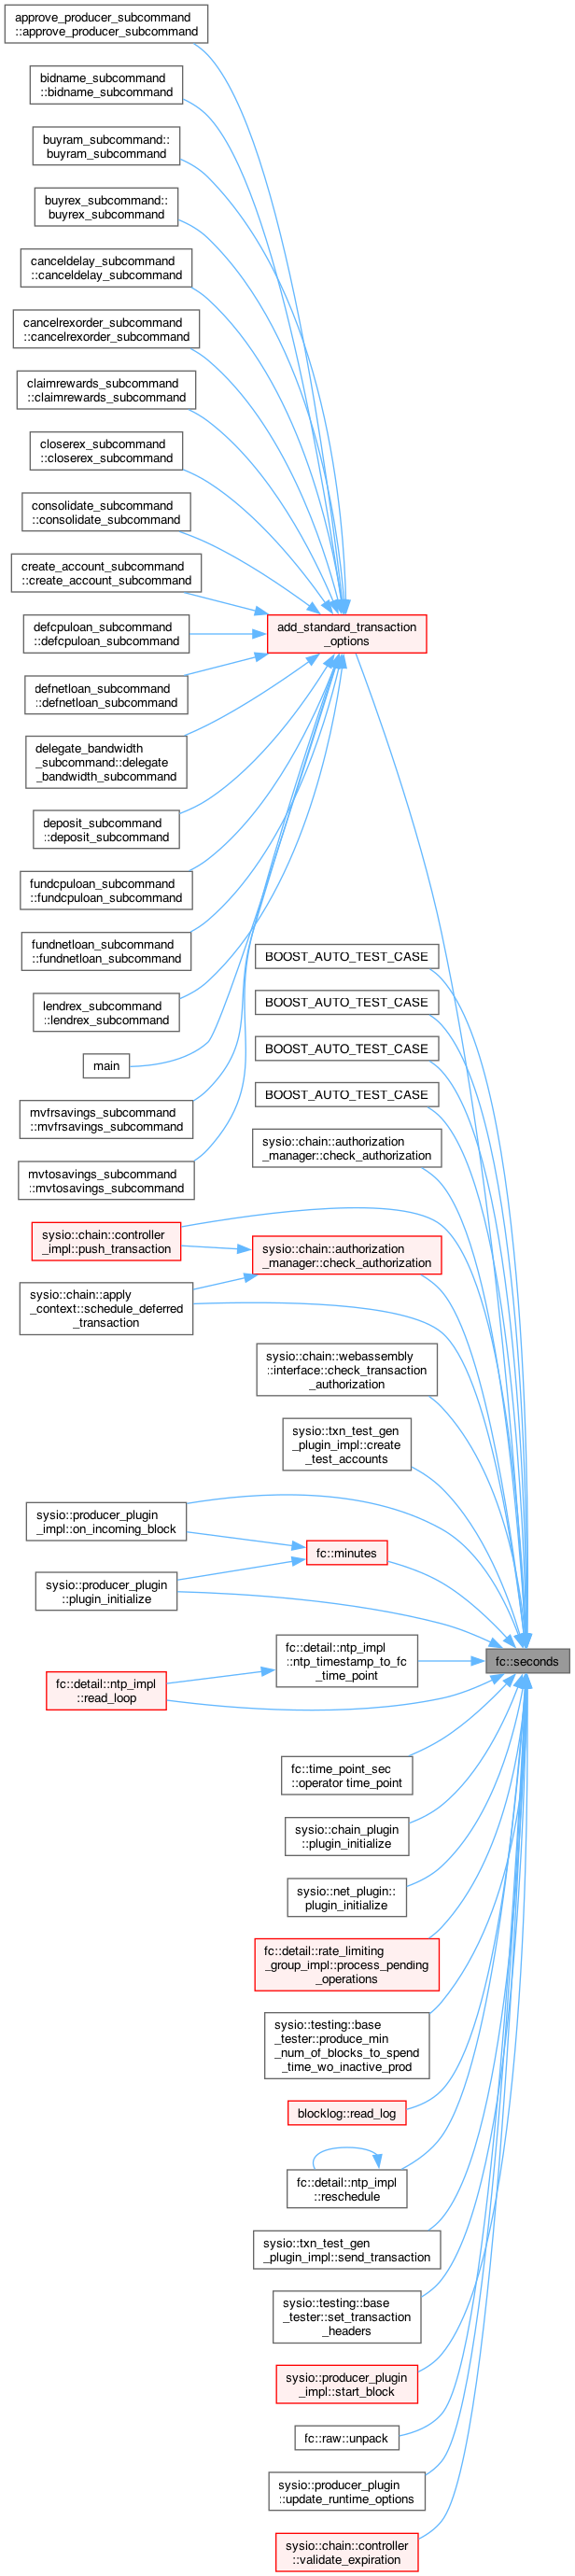 approve_producer_subcommand
::approve_producer_subcommand
bidname_subcommand
::bidname_subcommand
buyram_subcommand::
buyram_subcommand
buyrex_subcommand::
buyrex_subcommand
canceldelay_subcommand
::canceldelay_subcommand
cancelrexorder_subcommand
::cancelrexorder_subcommand
claimrewards_subcommand
::claimrewards_subcommand
closerex_subcommand
::closerex_subcommand
consolidate_subcommand
::consolidate_subcommand
create_account_subcommand
::create_account_subcommand
add_standard_transaction
_options
defcpuloan_subcommand
::defcpuloan_subcommand
defnetloan_subcommand
::defnetloan_subcommand
delegate_bandwidth
_subcommand::delegate
_bandwidth_subcommand
deposit_subcommand
::deposit_subcommand
fundcpuloan_subcommand
::fundcpuloan_subcommand
fundnetloan_subcommand
::fundnetloan_subcommand
lendrex_subcommand
::lendrex_subcommand
main
mvfrsavings_subcommand
::mvfrsavings_subcommand
mvtosavings_subcommand
::mvtosavings_subcommand
BOOST_AUTO_TEST_CASE
BOOST_AUTO_TEST_CASE
BOOST_AUTO_TEST_CASE
BOOST_AUTO_TEST_CASE
sysio::chain::authorization
_manager::check_authorization
sysio::chain::controller
_impl::push_transaction
sysio::chain::authorization
_manager::check_authorization
sysio::chain::apply
_context::schedule_deferred
_transaction
sysio::chain::webassembly
::interface::check_transaction
_authorization
sysio::txn_test_gen
_plugin_impl::create
_test_accounts
sysio::producer_plugin
_impl::on_incoming_block
fc::minutes
sysio::producer_plugin
::plugin_initialize
fc::detail::ntp_impl
::ntp_timestamp_to_fc
_time_point
fc::seconds
fc::detail::ntp_impl
::read_loop
fc::time_point_sec
::operator time_point
sysio::chain_plugin
::plugin_initialize
sysio::net_plugin::
plugin_initialize
fc::detail::rate_limiting
_group_impl::process_pending
_operations
sysio::testing::base
_tester::produce_min
_num_of_blocks_to_spend
_time_wo_inactive_prod
blocklog::read_log
fc::detail::ntp_impl
::reschedule
sysio::txn_test_gen
_plugin_impl::send_transaction
sysio::testing::base
_tester::set_transaction
_headers
sysio::producer_plugin
_impl::start_block
fc::raw::unpack
sysio::producer_plugin
::update_runtime_options
sysio::chain::controller
::validate_expiration